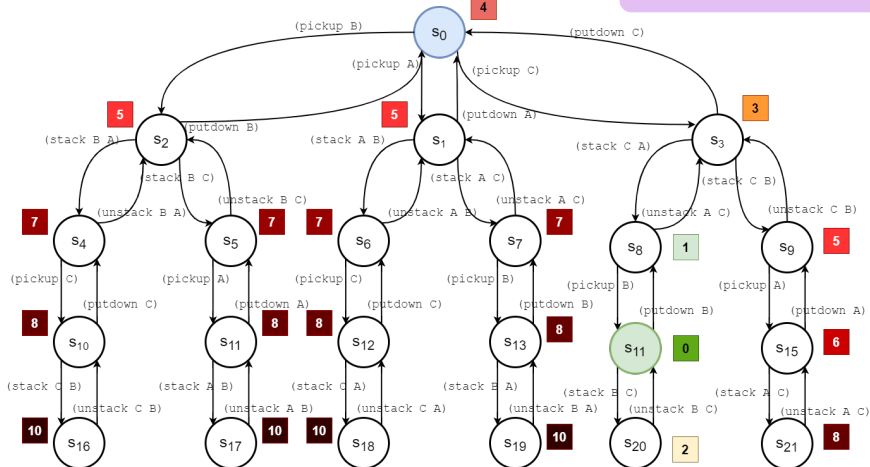 4
(pickup B)
s0
(putdown C)
(pickup A)
(pickup C)
5
5
3
(putdown B)
(putdown A)
s2
s1
s3
(stack B A)
(stack A B)
(stack C A)
(stack B C)
(stack A C)
(stack C B)
(unstack B C)
(unstack A C)
(unstack B A)
(unstack A B)
(unstack A C)
(unstack C B)
7
s4
s5
7
7
s6
s7
7
s8
1
s9
5
(pickup C)
(pickup A)
(pickup C)
(pickup B)
(pickup B)
(pickup A)
(putdown C)
(putdown A)
(putdown C)
(putdown B)
(putdown B)
(putdown A)
8
s10
s11
8
8
s12
s13
8
s11
0
s15
6
(stack C B)
(stack A B)
(stack C A)
(stack B A)
(stack B C)
(stack A C)
(unstack C B)
(unstack A B)
(unstack C A)
(unstack B A)
(unstack B C)
(unstack A C)
10
s16
s17
10
10
s18
s19
10
s20
2
s21
8